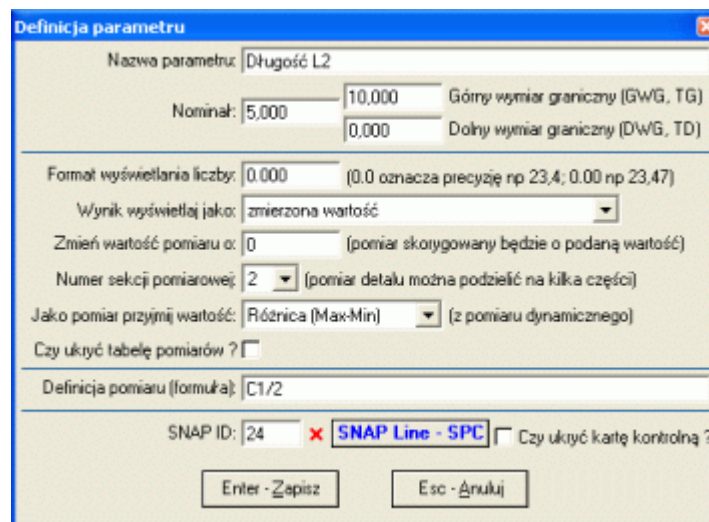 Definicja parametru
Nazwa parametru: Długość L2
Nominał: 5,000
10,000 Górny wymiar graniczny (GWG, TG)
0,000 Dolny wymiar graniczny (DWG, TD)
Format wyświetlania liczby: 0.000 (0.0 oznacza precyzję np 23,4; 0.00 np 23,47)
Wynik wyświetlaj jako: zmierzona wartość
Zmień wartość pomiaru o: 0 (pomiar skorygowany będzie o podaną wartość)
Numer sekcji pomiarowej: 2 (pomiar detalu można podzielić na kilka części)
Jako pomiar przyjmij wartość: Różnica (Max-Min) (z pomiaru dynamicznego)
Czy ukryć tabelę pomiarów ?
Definicja pomiaru (formuła): C1/2
SNAP ID: 24 SNAP Line - SPC Czy ukryć kartę kontrolną ?
Enter - Zapisz Esc - Anuluj